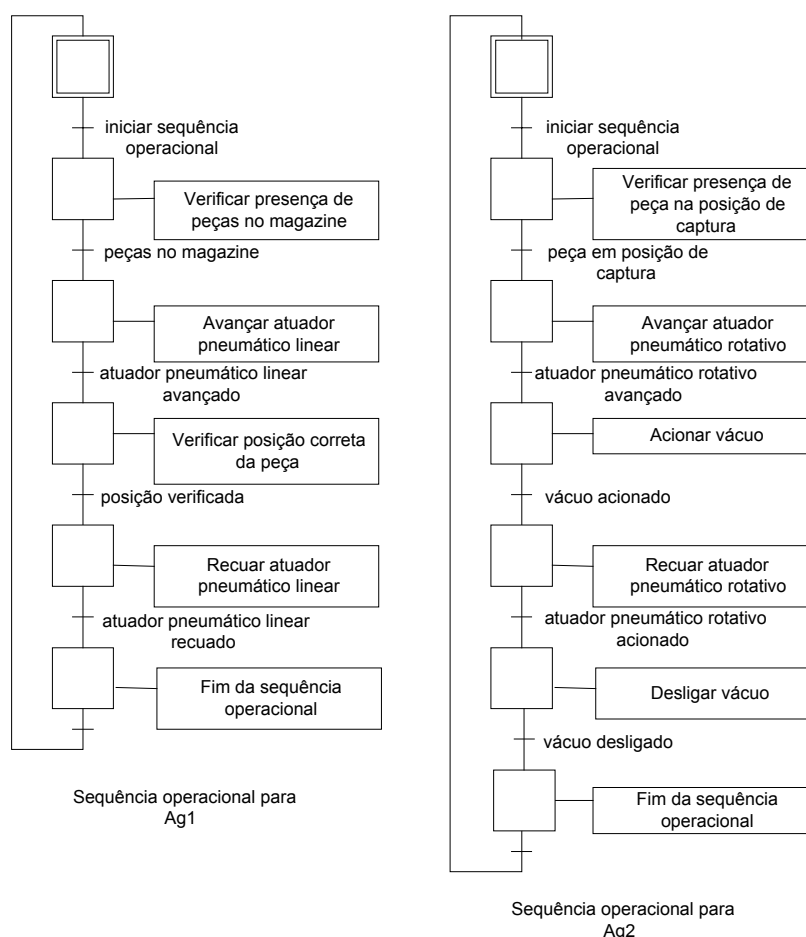 iniciar sequência
operacional
Verificar presença de
peças no magazine
peças no magazine
Avançar atuador
pneumático linear
atuador pneumático linear
avançado
Verificar posição correta
da peça
posição verificada
Recuar atuador
pneumático linear
atuador pneumático linear
recuado
Fim da sequência
operacional
Sequência operacional para
Ag1
iniciar sequência
operacional
Verificar presença de
peça na posição de
captura
peça em posição de
captura
Avançar atuador
pneumático rotativo
atuador pneumático rotativo
avançado
Acionar vácuo
vácuo acionado
Recuar atuador
pneumático rotativo
atuador pneumático rotativo
acionado
Desligar vácuo
vácuo desligado
Fim da sequência
operacional
Sequência operacional para
Ag2